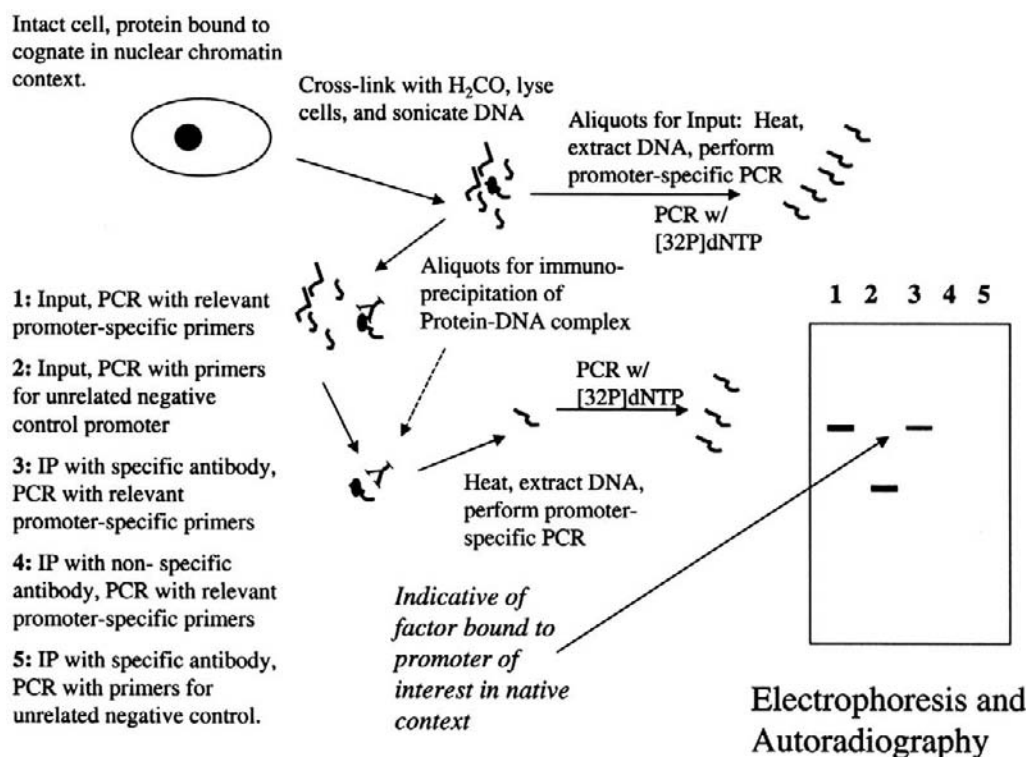 Intact cell, protein bound to
cognate in nuclear chromatin
context.
Cross-link with H₂CO, lyse
cells, and sonicate DNA
Aliquots for Input:  Heat,
extract DNA, perform
promoter-specific PCR
PCR w/
[32P]dNTP
Aliquots for immuno-
precipitation of
Protein-DNA complex
1: Input, PCR with relevant
promoter-specific primers
2: Input, PCR with primers
for unrelated negative
control promoter
3: IP with specific antibody,
PCR with relevant
promoter-specific primers
4: IP with non- specific
antibody, PCR with relevant
promoter-specific primers
5: IP with specific antibody,
PCR with primers for
unrelated negative control.
PCR w/
[32P]dNTP
Heat, extract DNA,
perform promoter-
specific PCR
Indicative of
factor bound to
promoter of
interest in native
context
1 2 3 4 5
Electrophoresis and
Autoradiography